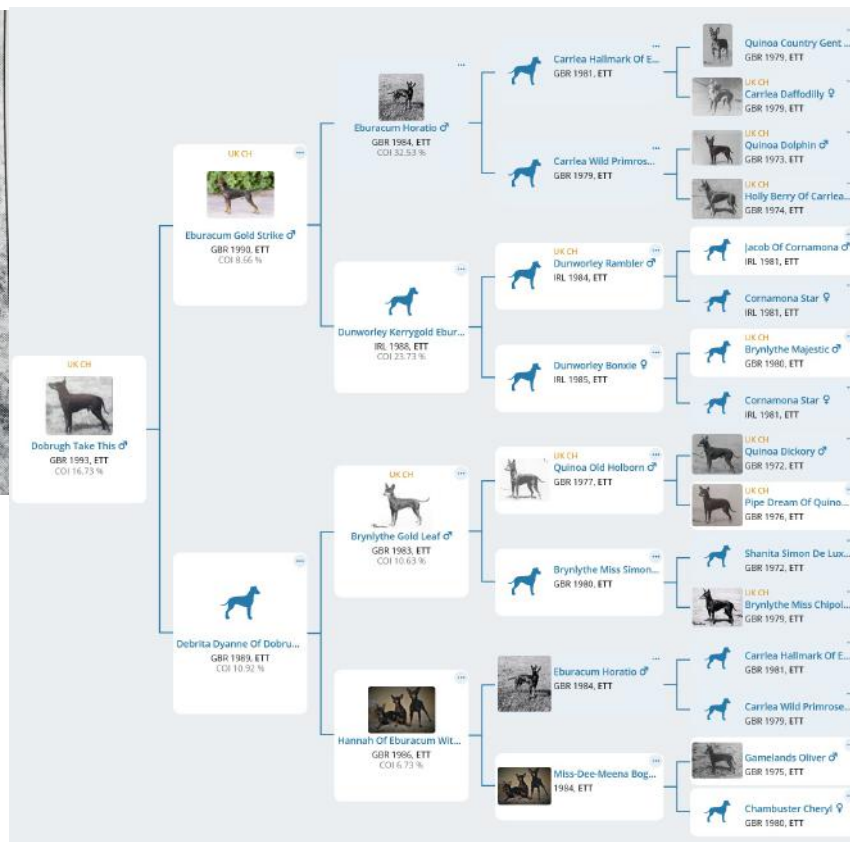 UK CH
Dobrugh Take This ♂
GBR 1993, ETT
COI 16.73 %
UK CH
Eburacum Gold Strike ♂
GBR 1990, ETT
COI 8.66 %
Debrita Dyanne Of Dobru...
GBR 1989, ETT
COI 10.92 %
Eburacum Horatio ♂
GBR 1984, ETT
COI 32.53 %
Dunworley Kerrygold Ebur...
IRL 1988, ETT
COI 23.73 %
UK CH
Brynlythe Gold Leaf ♂
GBR 1983, ETT
COI 10.63 %
Hannah Of Eburacum Wit...
GBR 1986, ETT
COI 6.73 %
Carrlea Hallmark Of E...
GBR 1981, ETT
Carrlea Wild Primros...
GBR 1979, ETT
UK CH
Dunworley Rambler ♂
IRL 1984, ETT
Dunworley Bonxie ♀
IRL 1985, ETT
UK CH
Quinoa Old Holborn ♂
GBR 1977, ETT
Brynlythe Miss Simon...
GBR 1980, ETT
Eburacum Horatio ♂
GBR 1984, ETT
Miss-Dee-Meena Bog...
1984, ETT
Quinoa Country Gent ...
GBR 1979, ETT
UK CH
Carrlea Daffodilly ♀
GBR 1979, ETT
UK CH
Quinoa Dolphin ♂
GBR 1973, ETT
UK CH
Holly Berry Of Carrlea...
GBR 1974, ETT
Jacob Of Cornamona ♂
IRL 1981, ETT
Cornamona Star ♀
IRL 1981, ETT
UK CH
Brynlythe Majestic ♂
GBR 1980, ETT
Cornamona Star ♀
IRL 1981, ETT
UK CH
Quinoa Dickory ♂
GBR 1972, ETT
UK CH
Pipe Dream Of Quino...
GBR 1976, ETT
Shanita Simon De Lux...
GBR 1972, ETT
UK CH
Brynlythe Miss Chipol...
GBR 1979, ETT
Carrlea Hallmark Of E...
GBR 1981, ETT
Carrlea Wild Primrose...
GBR 1979, ETT
Gamelands Oliver ♂
GBR 1975, ETT
Chambuster Cheryl ♀
GBR 1980, ETT